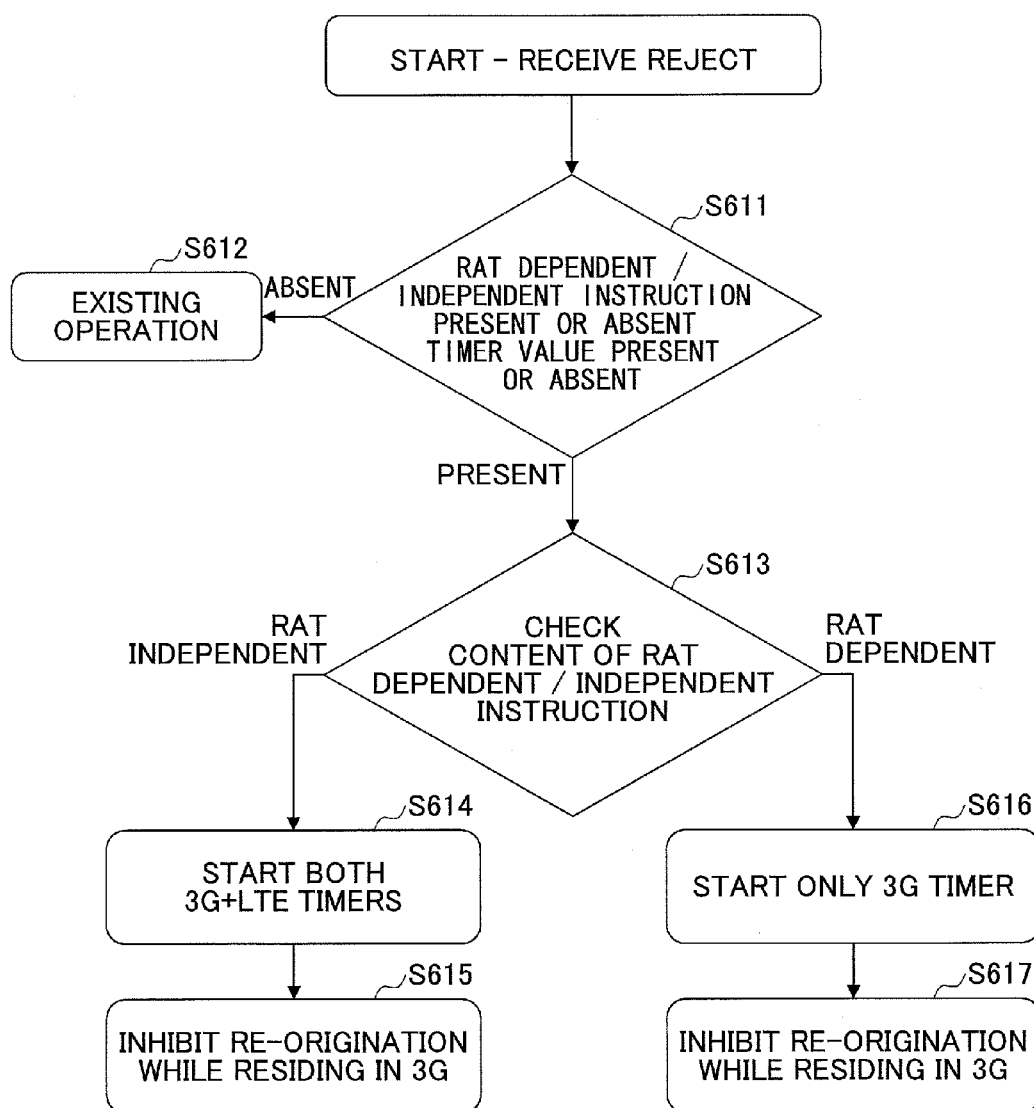 START - RECEIVE REJECT
S611
RAT DEPENDENT
INDEPENDENT INSTRUCTION
PRESENT OR ABSENT
TIMER VALUE PRESENT
OR ABSENT
S612
ABSENT
EXISTING
OPERATION
PRESENT
S613
CHECK
CONTENT OF RAT
DEPENDENT / INDEPENDENT
INSTRUCTION
RAT
INDEPENDENT
RAT
DEPENDENT
S614
START BOTH
3G+LTE TIMERS
S616
START ONLY 3G TIMER
S615
INHIBIT RE-ORIGINATION
WHILE RESIDING IN 3G
S617
INHIBIT RE-ORIGINATION
WHILE RESIDING IN 3G